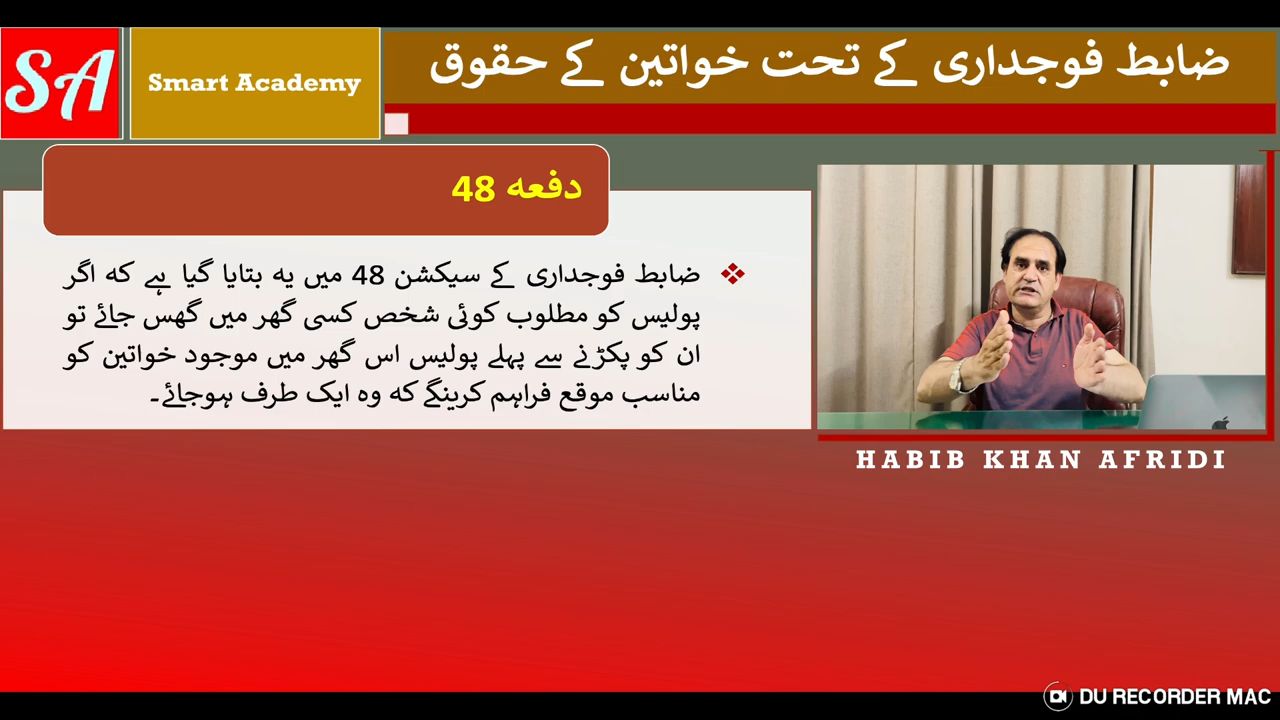 SA
Smart Academy
ضابط فوجداری کے تحت خواتین کے حقوق
دفعہ 48
ضابط فوجداری کے سیکشن 48 میں یہ بتایا گیا ہے کہ اگر
پولیس کو مطلوب کوئی شخص کسی گھر میں گھس جائے تو
ان کو پکڑنے سے پہلے پولیس اس گھر میں موجود خواتین کو
مناسب موقع فراہم کرینگے کہ وہ ایک طرف ہوجائے۔
HABIB KHAN AFRIDI
DU RECORDER MAC